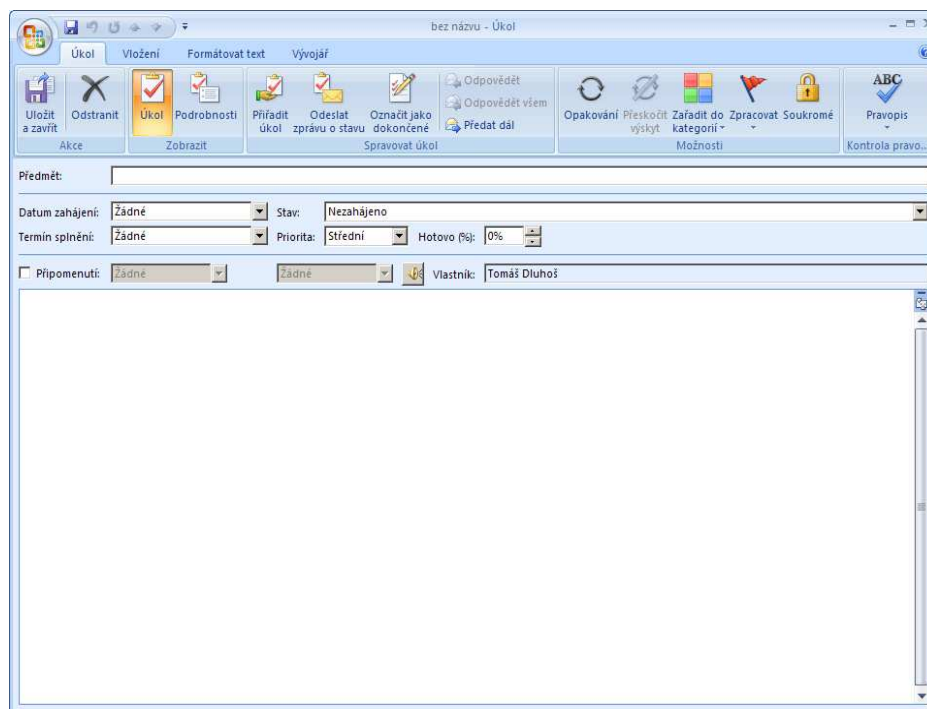 bez názvu - Úkol
Úkol Vložení Formátovat text Vývojář
Uložit a zavřít
Odstranit
Úkol
Podrobnosti
Přiřadit úkol
Odeslat zprávu o stavu
Označit jako dokončené
Odpovědět
Odpovědět všem
Předat dál
Opakování
Přeskočit výskyt
Zařadit do kategorií
Zpracovat
Soukromé
ABC
Pravopis
Akce Zobrazit Spravovat úkol Možnosti Kontrola pravo...
Předmět:
Datum zahájení: Žádné Stav: Nezahájeno
Termín splnění: Žádné Priorita: Střední Hotovo (%): 0%
Připomenutí: Žádné Žádné Vlastník: Tomáš Dluhoš